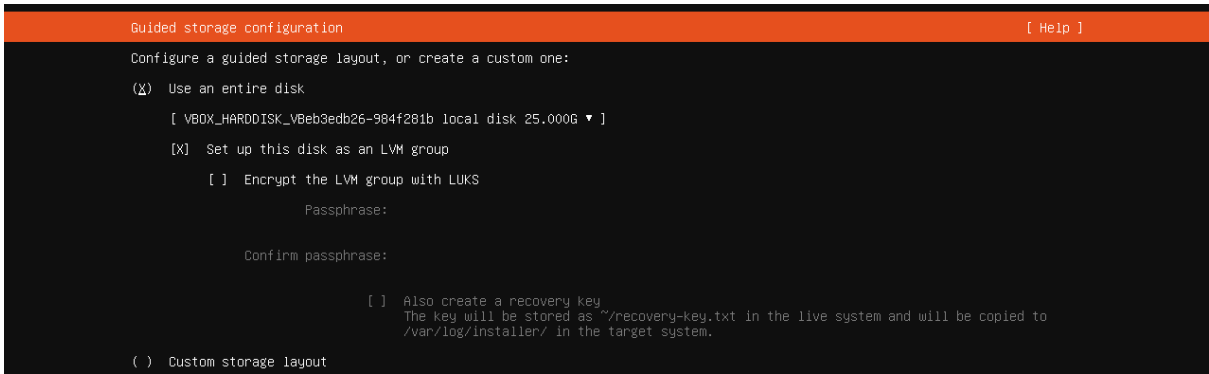 Guided storage configuration [ Help ]
Configure a guided storage layout, or create a custom one:
(X) Use an entire disk
[ VBOX_HARDDISK_VBeb3edb26-984f281b local disk 25.000G ▾ ]
[X] Set up this disk as an LVM group
[ ] Encrypt the LVM group with LUKS
Passphrase:
Confirm passphrase:
[ ] Also create a recovery key
The key will be stored as ~/recovery-key.txt in the live system and will be copied to
/var/log/installer/ in the target system.
( ) Custom storage layout